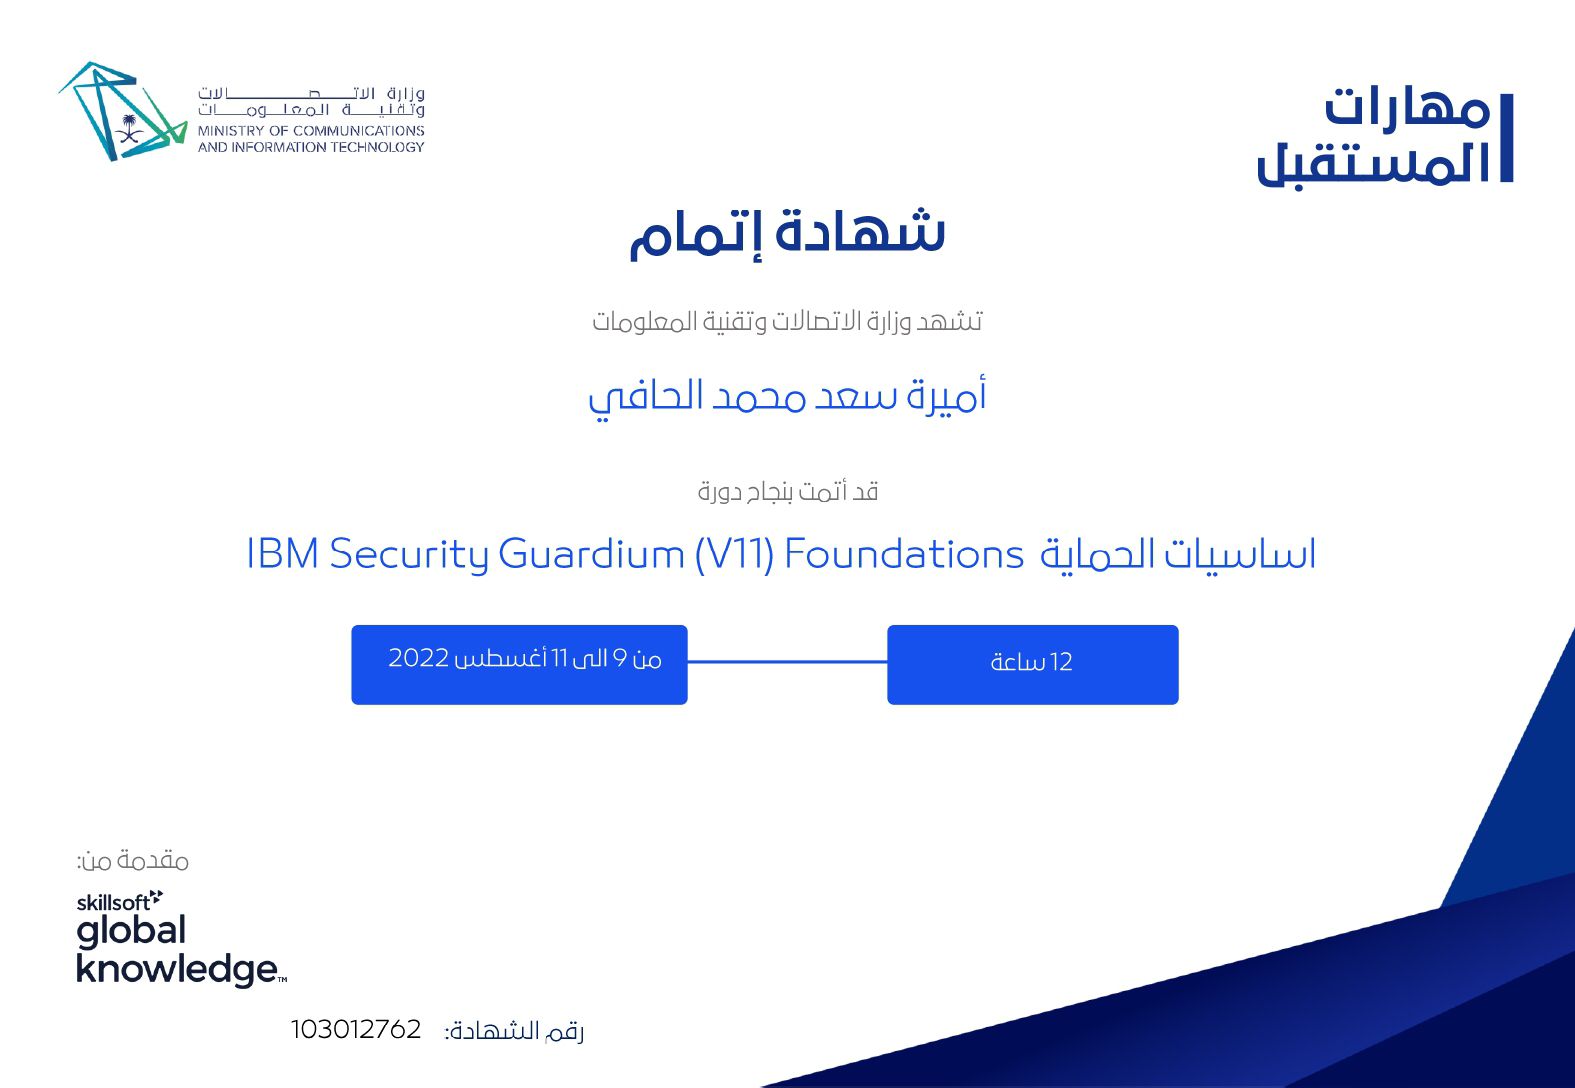 وزارة الاتصالات
وتقنية المعلومات
MINISTRY OF COMMUNICATIONS
AND INFORMATION TECHNOLOGY
مهارات
المستقبل
شهادة إتمام
تشهد وزارة الاتصالات وتقنية المعلومات
أميرة سعد محمد الحافي
قد أتمت بنجاح دورة
اساسيات الحماية IBM Security Guardium (V11) Foundations
12 ساعة
من 9 الى 11 أغسطس 2022
مقدمة من:
skillsoft
global
knowledge™
رقم الشهادة: 103012762